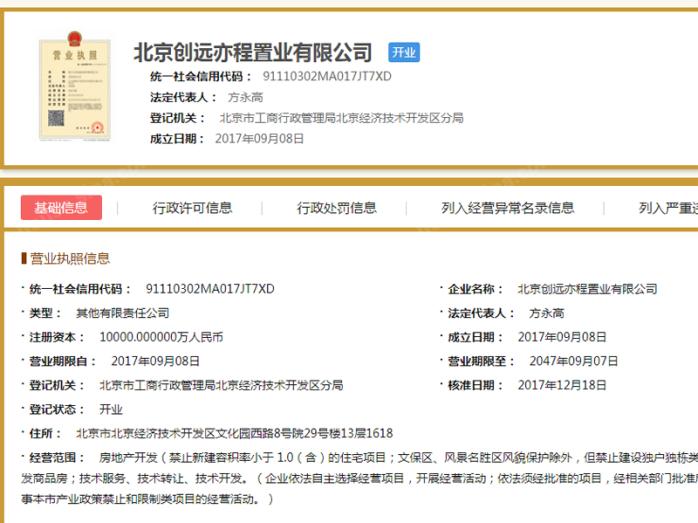 营业执照
北京创远亦程置业有限公司 开业
统一社会信用代码： 91110302MA017JT7XD
法定代表人： 方永高
登记机关： 北京市工商行政管理局北京经济技术开发区分局
成立日期： 2017年09月08日
基础信息 | 行政许可信息 | 行政处罚信息 | 列入经营异常名录信息 | 列入严重违
营业执照信息
· 统一社会信用代码： 91110302MA017JT7XD · 企业名称： 北京创远亦程置业有限公司
· 类型： 其他有限责任公司 · 法定代表人： 方永高
· 注册资本： 10000.000000万人民币 · 成立日期： 2017年09月08日
· 营业期限自： 2017年09月08日 · 营业期限至： 2047年09月07日
· 登记机关： 北京市工商行政管理局北京经济技术开发区分局 · 核准日期： 2017年12月18日
· 登记状态： 开业
· 住所： 北京市北京经济技术开发区文化园西路8号院29号楼13层1618
· 经营范围： 房地产开发（禁止新建容积率小于 1.0（含）的住宅项目；文保区、风景名胜区风貌保护除外，但禁止建设独户独栋类
发商品房；技术服务、技术转让、技术开发。（企业依法自主选择经营项目，开展经营活动；依法须经批准的项目，经相关部门批准后
事本市产业政策禁止和限制类项目的经营活动。）